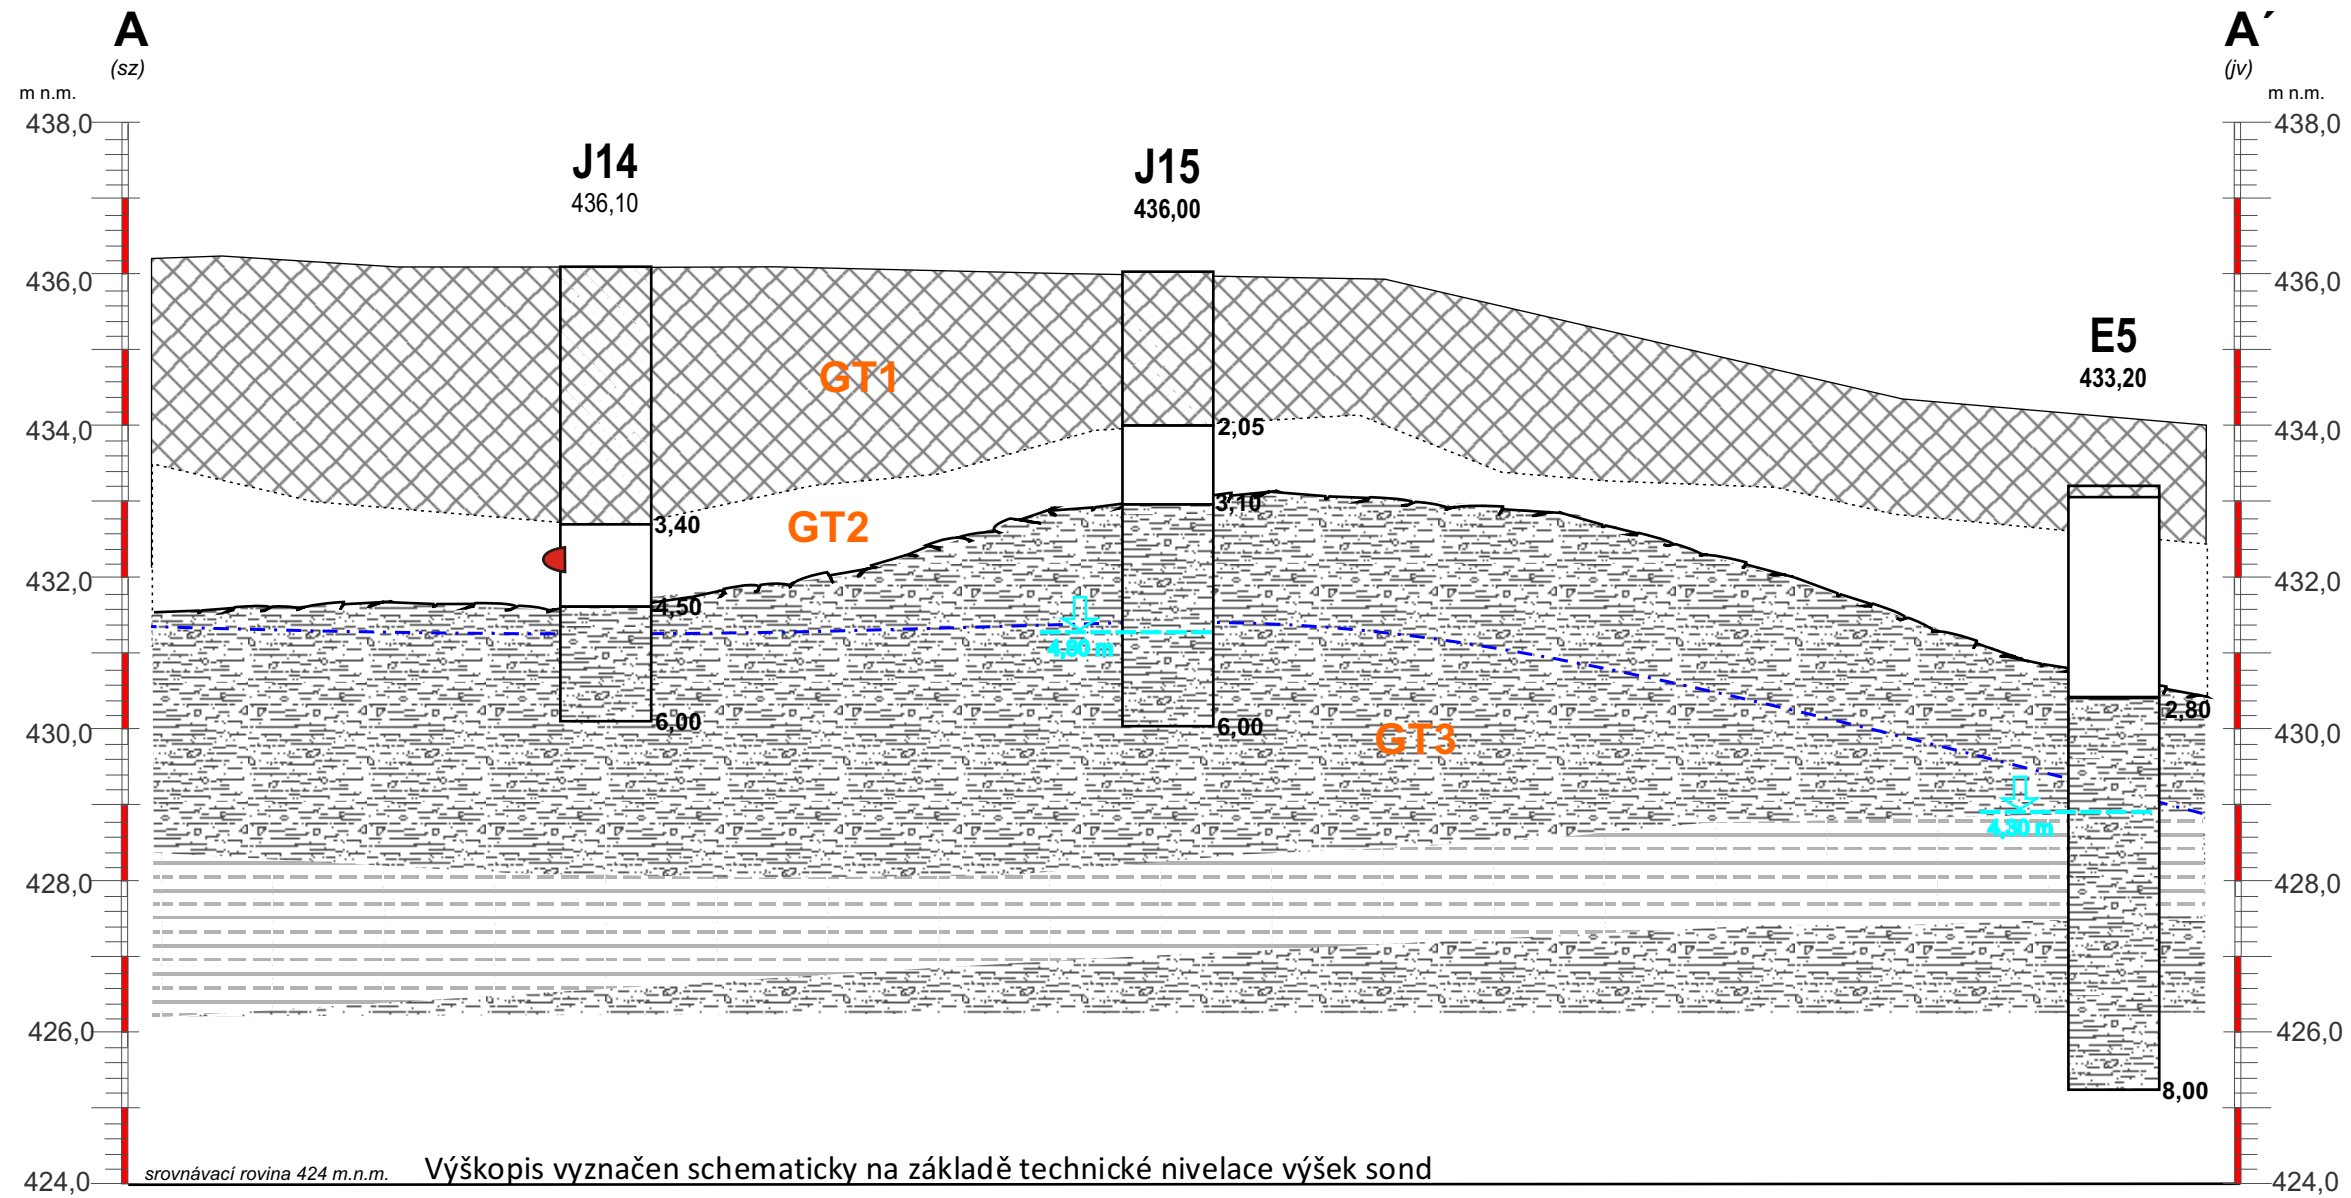 A
A´
(sz)
(jv)
m n.m.
m n.m.
438,0
438,0
J14
436,10
J15
436,00
436,0
436,0
E5
433,20
GT1
434,0
434,0
2,05
3,10
3,40
GT2
432,0
432,0
4,50
4,80 m
6,00
6,00
2,80
430,0
430,0
GT3
4,30 m
428,0
428,0
426,0
426,0
8,00
srovnávací rovina 424 m.n.m.
Výškopis vyznačen schematicky na základě technické nivelace výšek sond
424,0
424,0